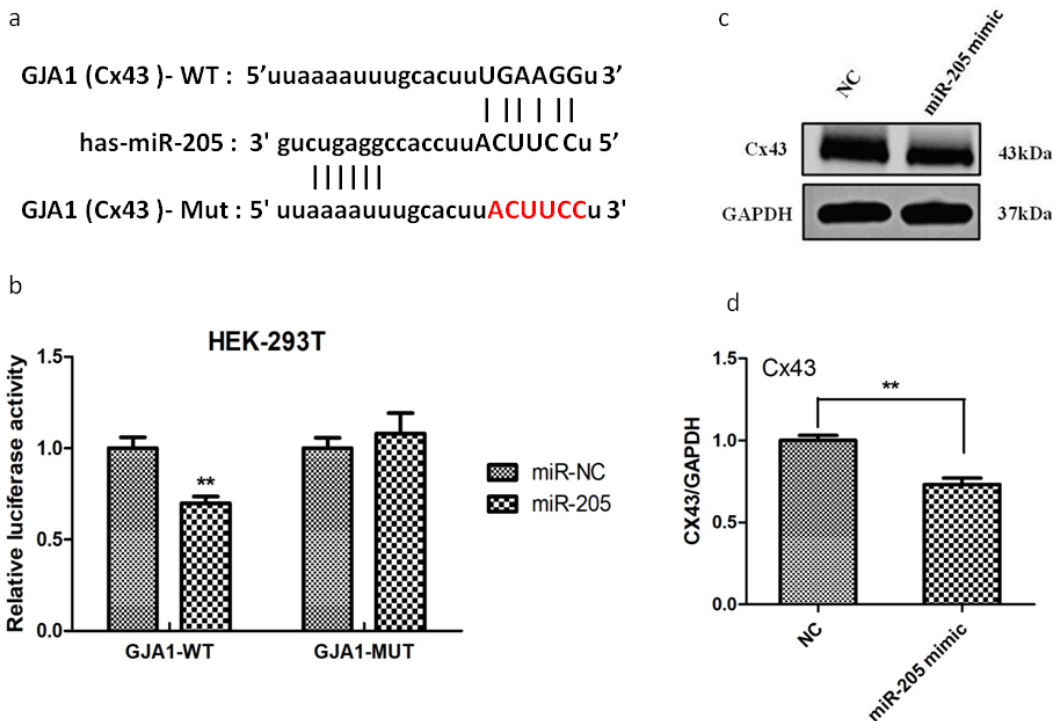 a
GJA1 (Cx43 )- WT : 5’uuaaaauuugcacuuUGAAGGu 3’
has-miR-205 : 3' gucugaggccaccuuACUUCCu 5’
GJA1 (Cx43 )- Mut : 5' uuaaaauuugcacuuACUUCCu 3'
b
HEK-293T
Relative luciferase activity
1.5
1.0
0.5
0.0
**
GJA1-WT
GJA1-MUT
miR-NC
miR-205
c
NC
miR-205 mimic
Cx43
43kDa
GAPDH
37kDa
d
Cx43
CX43/GAPDH
1.5
1.0
0.5
0.0
**
NC
miR-205 mimic